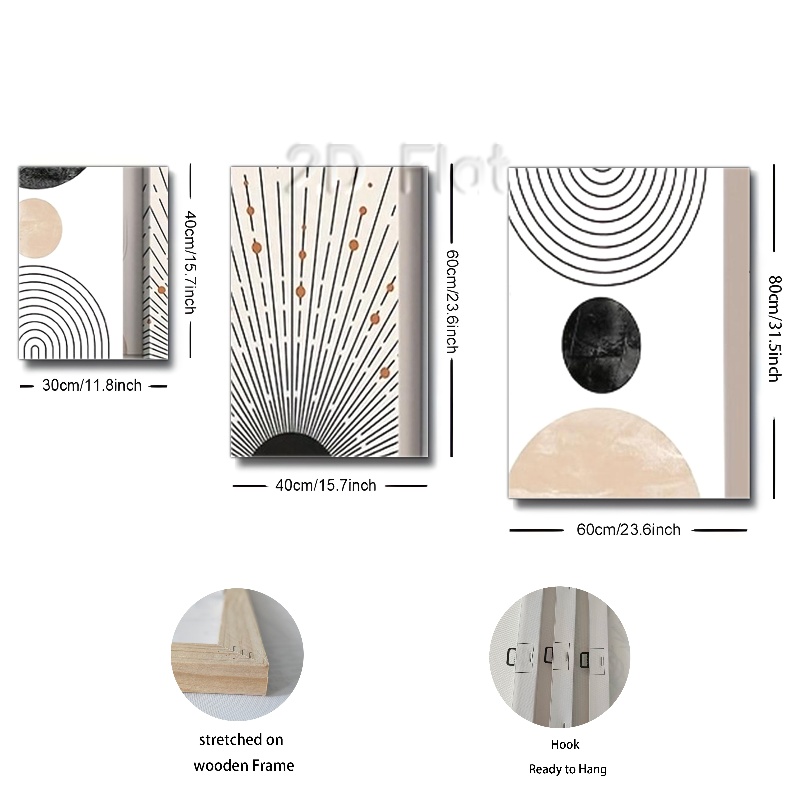 2D Flat
40cm/15.7inch
30cm/11.8inch
60cm/23.6inch
40cm/15.7inch
80cm/31.5inch
60cm/23.6inch
stretched on
wooden Frame
Hook
Ready to Hang